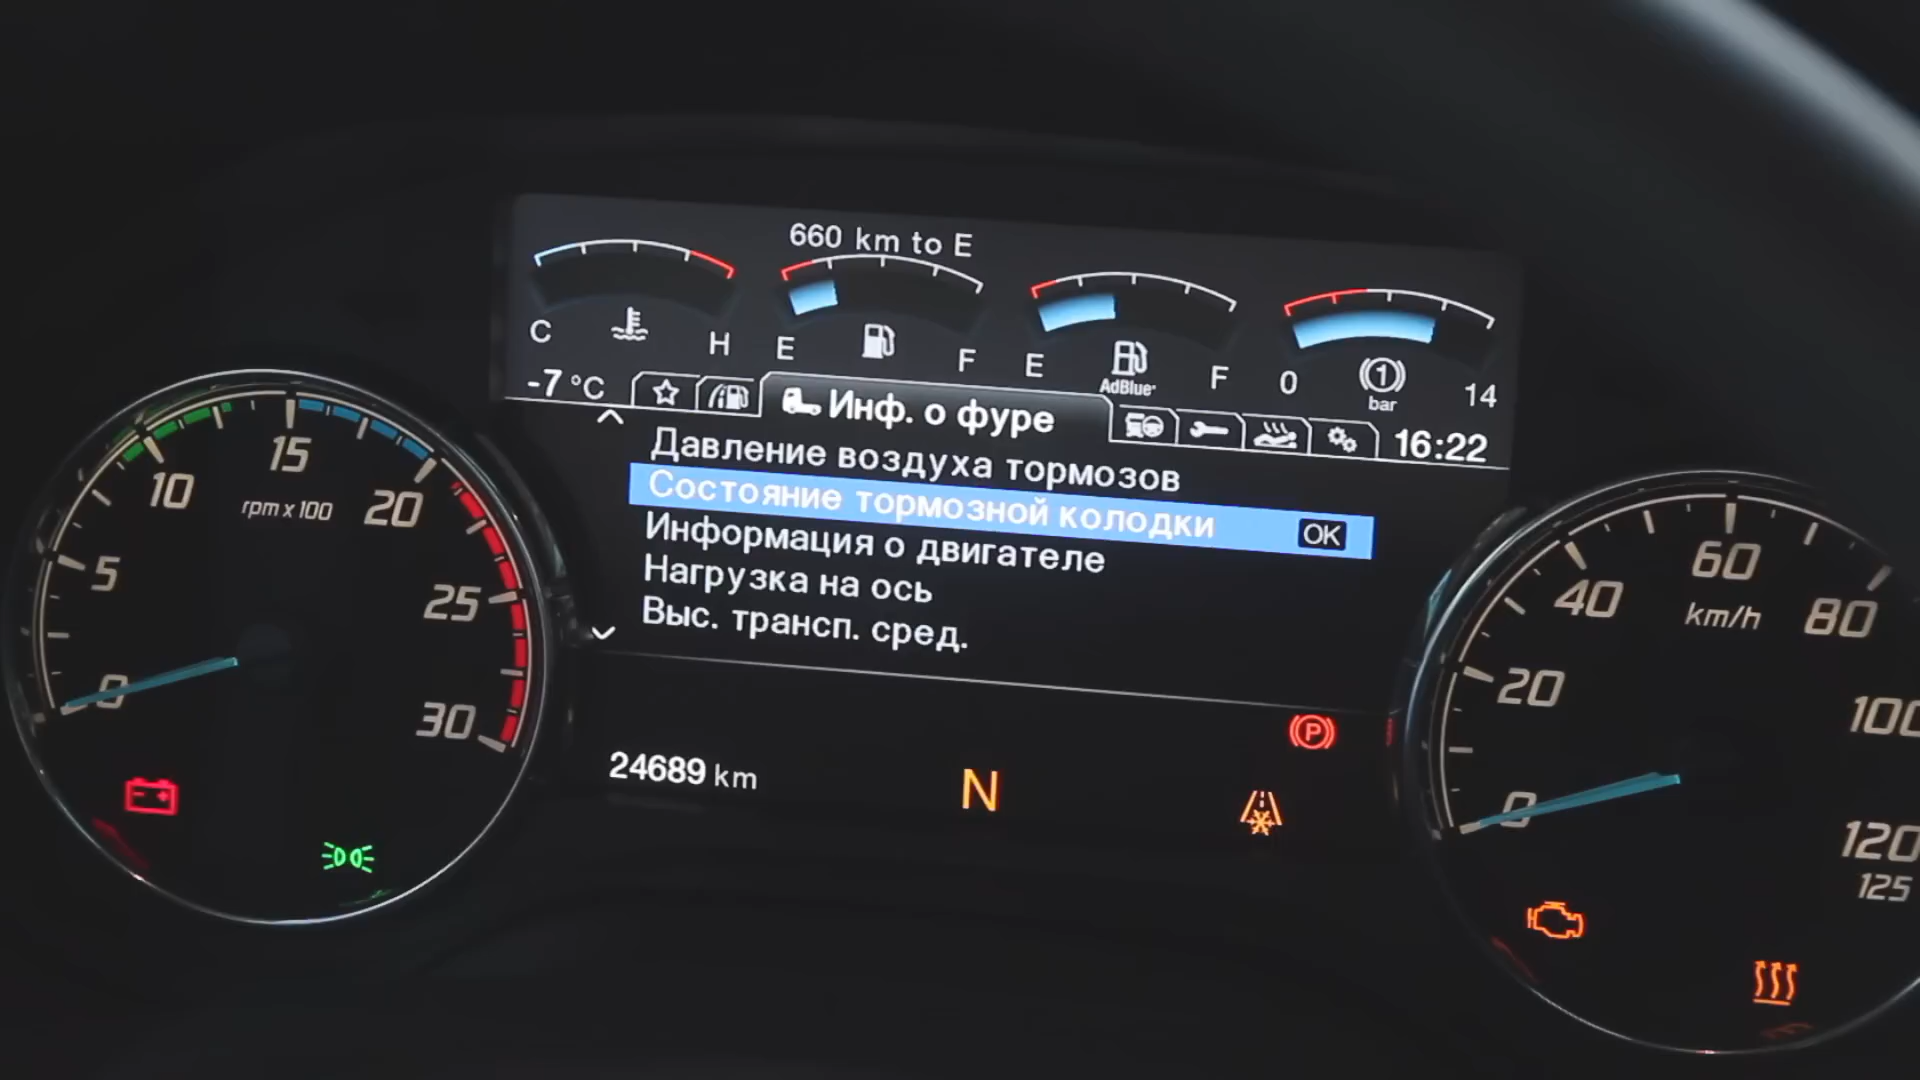 660 km to E
C H
E F
E AdBlue F
0 1 bar 14
-7 °C
Инф. о фуре
16:22
Давление воздуха тормозов
Состояние тормозной колодки OK
Информация о двигателе
Нагрузка на ось
Выс. трансп. сред.
0 5 10 15 20 25 30
rpm x 100
24689 km
N
P
0 20 40 60 80 100 120 125
km/h